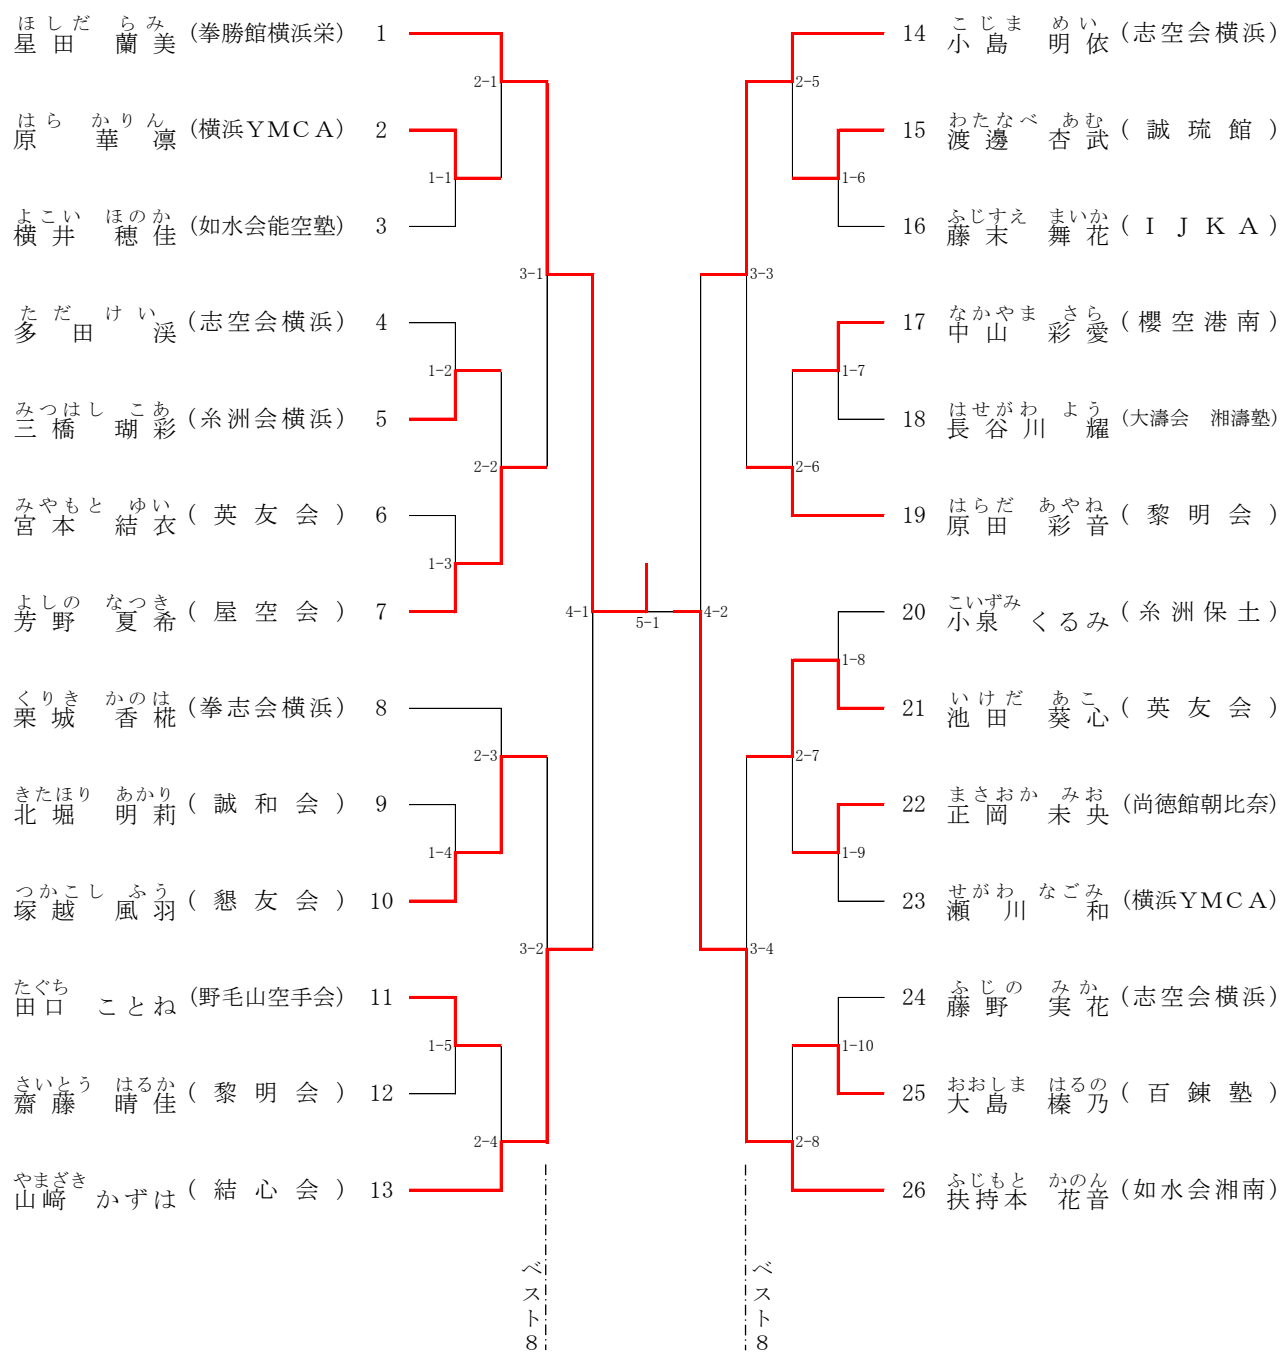 ほしだ　らみ
星田　蘭美 (拳勝館横浜栄) 1
2-1
はら　かりん
原　華凛 (横浜YMCA) 2
1-1
よこい　ほのか
横井　穂佳 (如水会能空塾) 3
3-1
ただ　けい
多田　渓 (志空会横浜) 4
1-2
みつはし　こあ
三橋　瑚彩 (糸洲会横浜) 5
2-2
みやもと　ゆい
宮本　結衣 (英友会) 6
1-3
よしの　なつき
芳野　夏希 (屋空会) 7
4-1
くりき　かのは
栗城　香椛 (拳志会横浜) 8
2-3
きたほり　あかり
北堀　明莉 (誠和会) 9
1-4
つかこし　ふう
塚越　風羽 (懇友会) 10
3-2
たぐち
田口　ことね (野毛山空手会) 11
1-5
さいとう　はるか
齋藤　晴佳 (黎明会) 12
2-4
やまざき
山﨑　かずは (結心会) 13
ベスト8
5-1
こじま　めい
14 小島　明依 (志空会横浜)
2-5
わたなべ　あむ
15 渡邊　杏武 (誠琉館)
1-6
ふじすえ　まいか
16 藤末　舞花 (IJKA)
3-3
なかやま　さら
17 中山　彩愛 (櫻空港南)
1-7
はせがわ　よう
18 長谷川　耀 (大濤会　湘濤塾)
2-6
はらだ　あやね
19 原田　彩音 (黎明会)
4-2
こいずみ
20 小泉　くるみ (糸洲保土)
1-8
いけだ　あこ
21 池田　葵心 (英友会)
2-7
まさおか　みお
22 正岡　未央 (尚徳館朝比奈)
1-9
せがわ　なごみ
23 瀬川　和 (横浜YMCA)
3-4
ふじの　みか
24 藤野　実花 (志空会横浜)
1-10
おおしま　はるの
25 大島　榛乃 (百錬塾)
2-8
ふじもと　かのん
26 扶持本　花音 (如水会湘南)
ベスト8